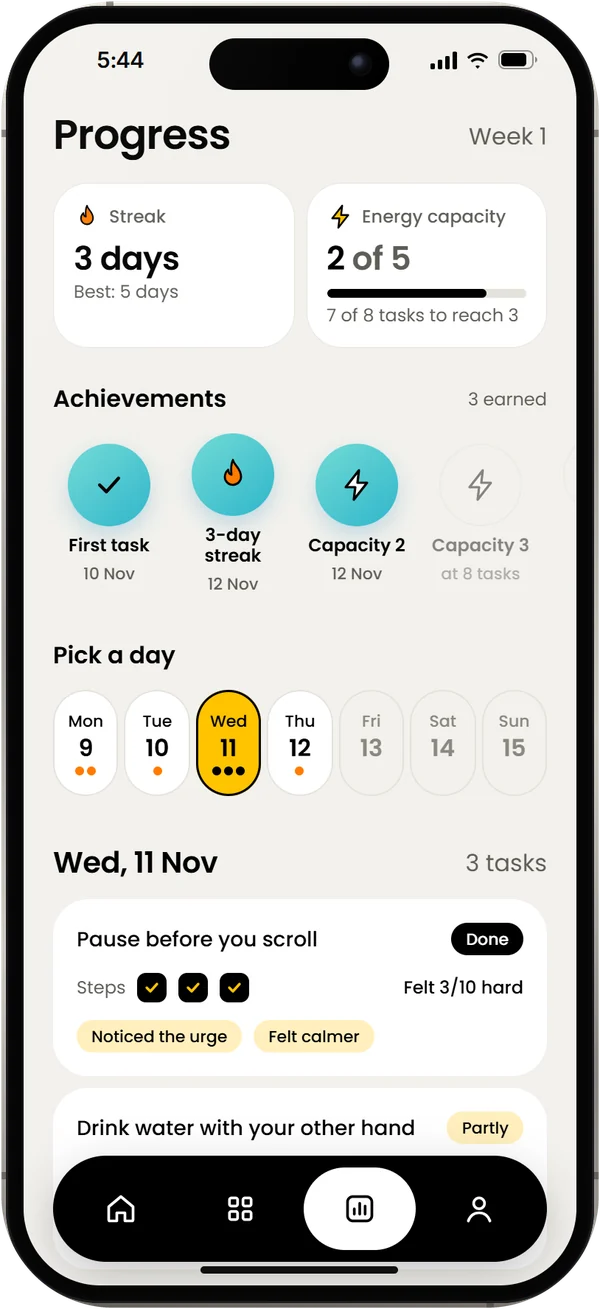 5:44
Progress
Week 1
Streak
3 days
Best: 5 days
Energy capacity
2 of 5
7 of 8 tasks to reach 3
Achievements
3 earned
First task
10 Nov
3-day
streak
12 Nov
Capacity 2
12 Nov
Capacity 3
at 8 tasks
Pick a day
Mon
9
Tue
10
Wed
11
Thu
12
Fri
13
Sat
14
Sun
15
Wed, 11 Nov
3 tasks
Pause before you scroll
Done
Steps
Felt 3/10 hard
Noticed the urge
Felt calmer
Drink water with your other hand
Partly